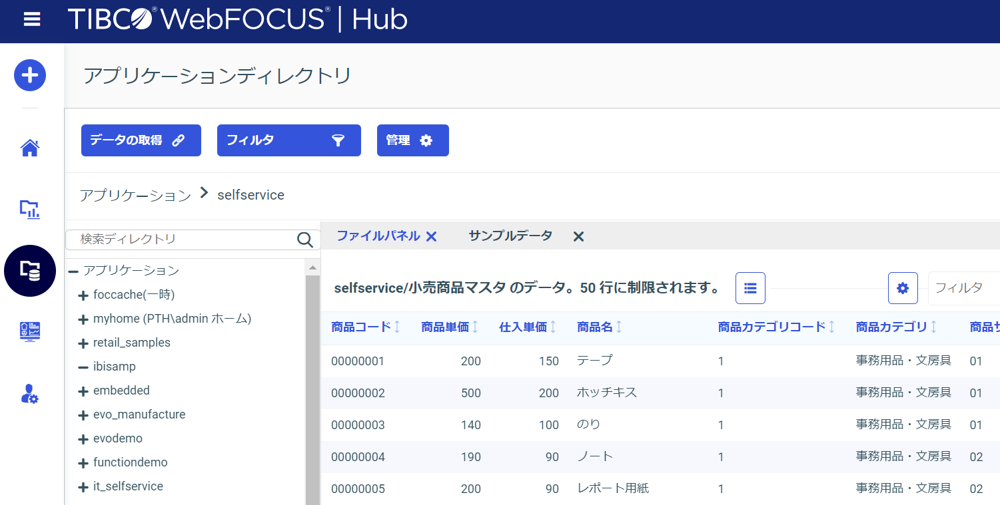 TIBCO® WebFOCUS® | Hub
アプリケーションディレクトリ
データの取得 フィルタ 管理
アプリケーション > selfservice
検索ディレクトリ
ファイルパネル サンプルデータ
アプリケーション
foccache(一時)
myhome (PTH\admin ホーム)
retail_samples
ibisamp
embedded
evo_manufacture
evodemo
functiondemo
it_selfservice
selfservice/小売商品マスタ のデータ。50 行に制限されます。 フィルタ
商品コード 商品単価 仕入単価 商品名 商品カテゴリコード 商品カテゴリ 商品サ
00000001 200 150 テープ 1 事務用品・文房具 01
00000002 500 200 ホッチキス 1 事務用品・文房具 01
00000003 140 100 のり 1 事務用品・文房具 01
00000004 190 90 ノート 1 事務用品・文房具 02
00000005 200 90 レポート用紙 1 事務用品・文房具 02